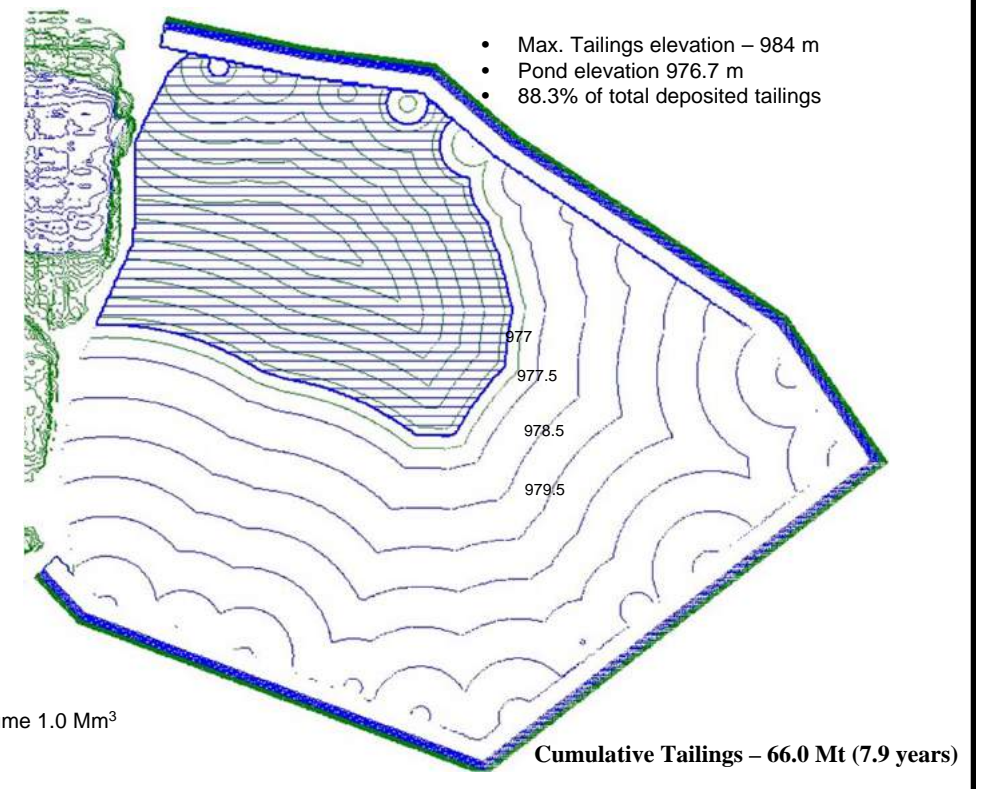 • Max. Tailings elevation – 984 m
• Pond elevation 976.7 m
• 88.3% of total deposited tailings
977
977.5
978.5
979.5
me 1.0 Mm³
Cumulative Tailings – 66.0 Mt (7.9 years)